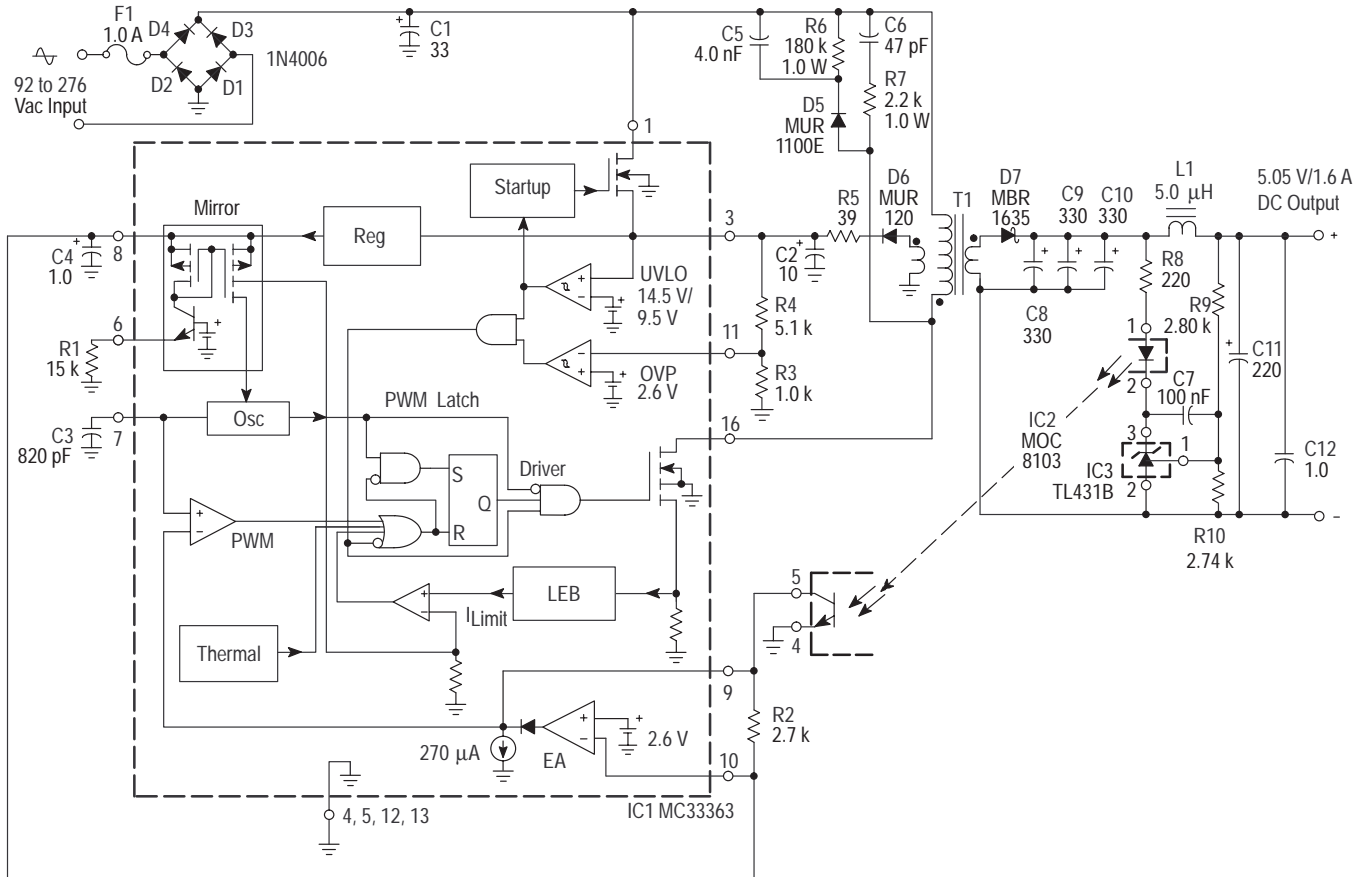 F1
1.0 A
D4
D3
D2
D1
1N4006
92 to 276
Vac Input
C1
33
C5
4.0 nF
R6
180 k
1.0 W
C6
47 pF
R7
2.2 k
1.0 W
D5
MUR
1100E
1
Startup
Mirror
Reg
8
C4
1.0
6
R1
15 k
C3
820 pF
7
Osc
3
UVLO
14.5 V/
9.5 V
11
OVP
2.6 V
C2
10
R5
39
D6
MUR
120
R4
5.1 k
R3
1.0 k
T1
D7
MBR
1635
C9
330
C10
330
C8
330
L1
5.0 µH
5.05 V/1.6 A
DC Output
+
−
R8
220
R9
2.80 k
C11
220
C12
1.0
1
2
C7
100 nF
IC2
MOC
8103
3
1
IC3
TL431B
2
R10
2.74 k
16
PWM Latch
S
Q
R
Driver
+
−
PWM
LEB
+
−
ILimit
Thermal
5
4
9
R2
2.7 k
10
270 µA
+
−
EA
2.6 V
4, 5, 12, 13
IC1 MC33363